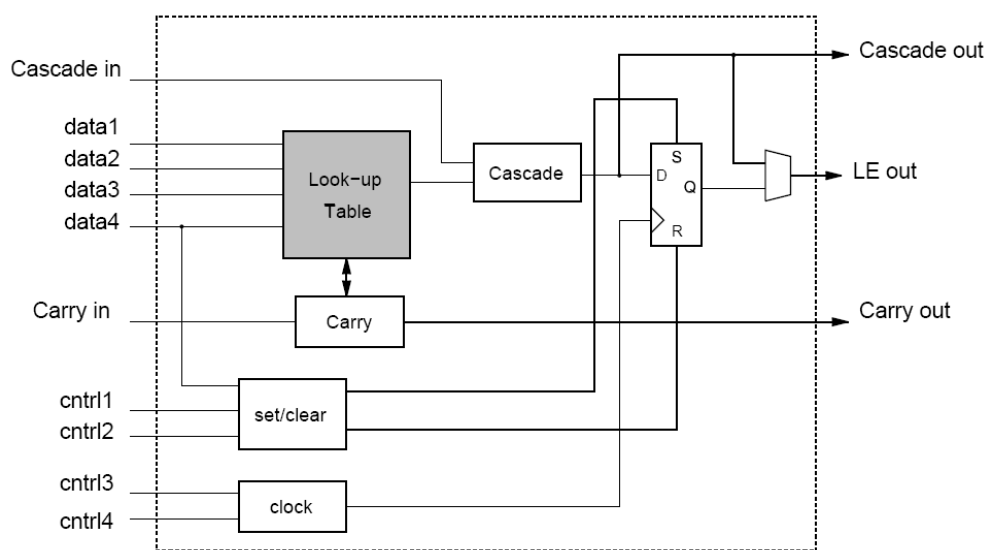 Cascade in
Cascade out
data1
data2
data3
data4
Look-up
Table
Cascade
S
D
Q
R
LE out
Carry in
Carry
Carry out
cntrl1
cntrl2
set/clear
cntrl3
cntrl4
clock